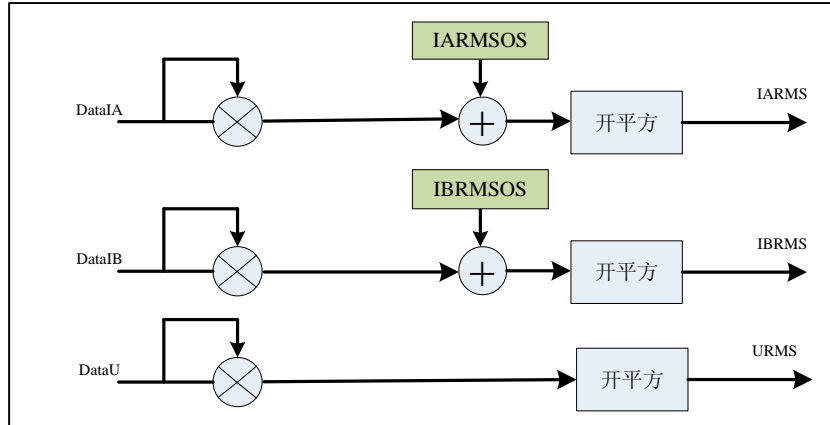 IARMSOS
DataIA
+
开平方
IARMS
IBRMSOS
DataIB
+
开平方
IBRMS
DataU
开平方
URMS